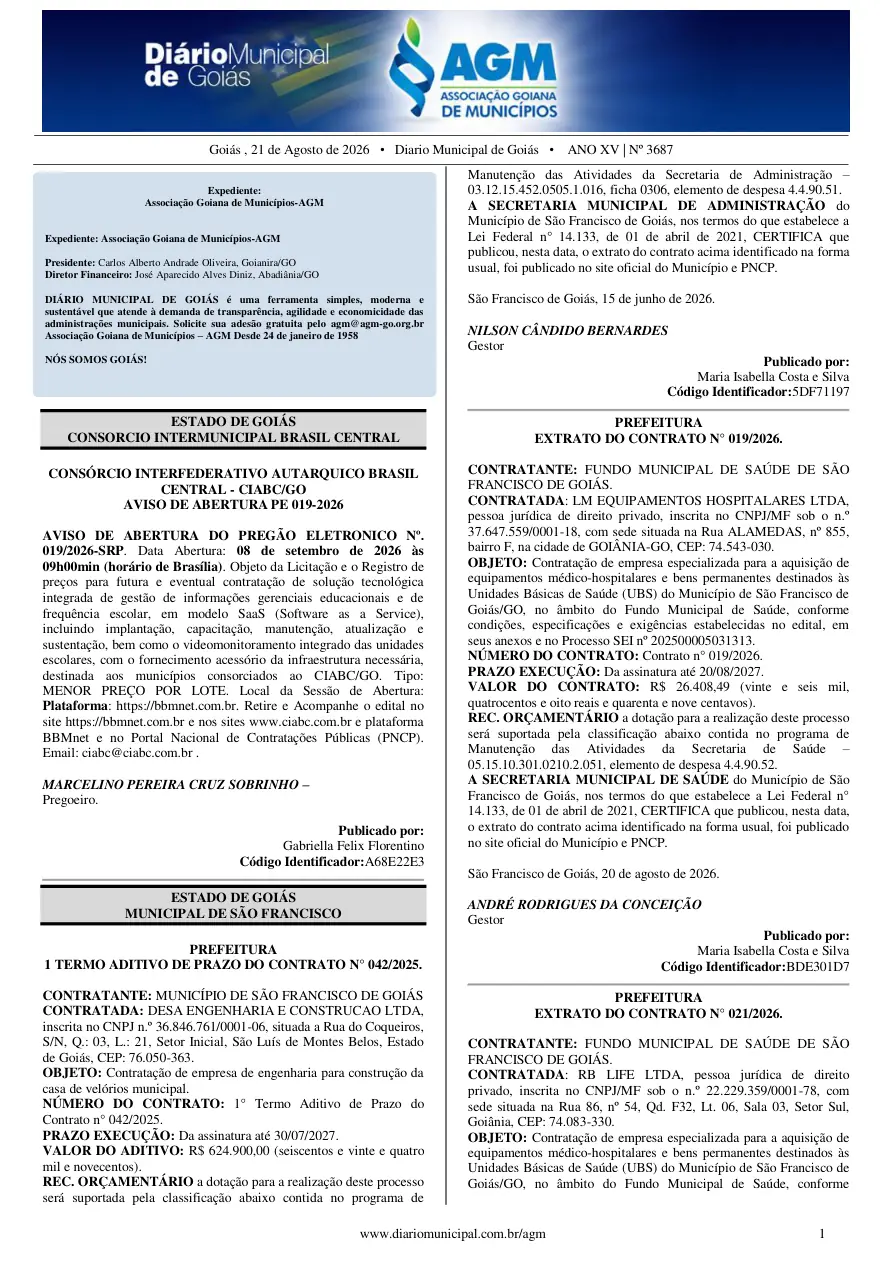 DiárioMunicipal
de Goiás
AGM
ASSOCIAÇÃO GOIANA
DE MUNICÍPIOS
Goiás , 21 de Agosto de 2026 • Diario Municipal de Goiás • ANO XV | Nº 3687
Expediente:
Associação Goiana de Municípios-AGM
Expediente: Associação Goiana de Municípios-AGM
Presidente: Carlos Alberto Andrade Oliveira, Goianira/GO
Diretor Financeiro: José Aparecido Alves Diniz, Abadiânia/GO
DIÁRIO MUNICIPAL DE GOIÁS é uma ferramenta simples, moderna e
sustentável que atende à demanda de transparência, agilidade e economicidade das
administrações municipais. Solicite sua adesão gratuita pelo agm@agm-go.org.br
Associação Goiana de Municípios – AGM Desde 24 de janeiro de 1958
NÓS SOMOS GOIÁS!
ESTADO DE GOIÁS
CONSORCIO INTERMUNICIPAL BRASIL CENTRAL
CONSÓRCIO INTERFEDERATIVO AUTARQUICO BRASIL
CENTRAL - CIABC/GO
AVISO DE ABERTURA PE 019-2026
AVISO DE ABERTURA DO PREGÃO ELETRONICO Nº.
019/2026-SRP. Data Abertura: 08 de setembro de 2026 às
09h00min (horário de Brasília). Objeto da Licitação e o Registro de
preços para futura e eventual contratação de solução tecnológica
integrada de gestão de informações gerenciais educacionais e de
frequência escolar, em modelo SaaS (Software as a Service),
incluindo implantação, capacitação, manutenção, atualização e
sustentação, bem como o videomonitoramento integrado das unidades
escolares, com o fornecimento acessório da infraestrutura necessária,
destinada aos municípios consorciados ao CIABC/GO. Tipo:
MENOR PREÇO POR LOTE. Local da Sessão de Abertura:
Plataforma: https://bbmnet.com.br. Retire e Acompanhe o edital no
site https://bbmnet.com.br e nos sites www.ciabc.com.br e plataforma
BBMnet e no Portal Nacional de Contratações Públicas (PNCP).
Email: ciabc@ciabc.com.br .
MARCELINO PEREIRA CRUZ SOBRINHO –
Pregoeiro.
Publicado por:
Gabriella Felix Florentino
Código Identificador:A68E22E3
ESTADO DE GOIÁS
MUNICIPAL DE SÃO FRANCISCO
PREFEITURA
1 TERMO ADITIVO DE PRAZO DO CONTRATO N° 042/2025.
CONTRATANTE: MUNICÍPIO DE SÃO FRANCISCO DE GOIÁS
CONTRATADA: DESA ENGENHARIA E CONSTRUCAO LTDA,
inscrita no CNPJ n.º 36.846.761/0001-06, situada a Rua do Coqueiros,
S/N, Q.: 03, L.: 21, Setor Inicial, São Luís de Montes Belos, Estado
de Goiás, CEP: 76.050-363.
OBJETO: Contratação de empresa de engenharia para construção da
casa de velórios municipal.
NÚMERO DO CONTRATO: 1° Termo Aditivo de Prazo do
Contrato n° 042/2025.
PRAZO EXECUÇÃO: Da assinatura até 30/07/2027.
VALOR DO ADITIVO: R$ 624.900,00 (seiscentos e vinte e quatro
mil e novecentos).
REC. ORÇAMENTÁRIO a dotação para a realização deste processo
será suportada pela classificação abaixo contida no programa de
Manutenção das Atividades da Secretaria de Administração –
03.12.15.452.0505.1.016, ficha 0306, elemento de despesa 4.4.90.51.
A SECRETARIA MUNICIPAL DE ADMINISTRAÇÃO do
Município de São Francisco de Goiás, nos termos do que estabelece a
Lei Federal n° 14.133, de 01 de abril de 2021, CERTIFICA que
publicou, nesta data, o extrato do contrato acima identificado na forma
usual, foi publicado no site oficial do Município e PNCP.
São Francisco de Goiás, 15 de junho de 2026.
NILSON CÂNDIDO BERNARDES
Gestor
Publicado por:
Maria Isabella Costa e Silva
Código Identificador:5DF71197
PREFEITURA
EXTRATO DO CONTRATO N° 019/2026.
CONTRATANTE: FUNDO MUNICIPAL DE SAÚDE DE SÃO
FRANCISCO DE GOIÁS.
CONTRATADA: LM EQUIPAMENTOS HOSPITALARES LTDA,
pessoa jurídica de direito privado, inscrita no CNPJ/MF sob o n.º
37.647.559/0001-18, com sede situada na Rua ALAMEDAS, nº 855,
bairro F, na cidade de GOIÂNIA-GO, CEP: 74.543-030.
OBJETO: Contratação de empresa especializada para a aquisição de
equipamentos médico-hospitalares e bens permanentes destinados às
Unidades Básicas de Saúde (UBS) do Município de São Francisco de
Goiás/GO, no âmbito do Fundo Municipal de Saúde, conforme
condições, especificações e exigências estabelecidas no edital, em
seus anexos e no Processo SEI nº 202500005031313.
NÚMERO DO CONTRATO: Contrato n° 019/2026.
PRAZO EXECUÇÃO: Da assinatura até 20/08/2027.
VALOR DO CONTRATO: R$ 26.408,49 (vinte e seis mil,
quatrocentos e oito reais e quarenta e nove centavos).
REC. ORÇAMENTÁRIO a dotação para a realização deste processo
será suportada pela classificação abaixo contida no programa de
Manutenção das Atividades da Secretaria de Saúde –
05.15.10.301.0210.2.051, elemento de despesa 4.4.90.52.
A SECRETARIA MUNICIPAL DE SAÚDE do Município de São
Francisco de Goiás, nos termos do que estabelece a Lei Federal n°
14.133, de 01 de abril de 2021, CERTIFICA que publicou, nesta data,
o extrato do contrato acima identificado na forma usual, foi publicado
no site oficial do Município e PNCP.
São Francisco de Goiás, 20 de agosto de 2026.
ANDRÉ RODRIGUES DA CONCEIÇÃO
Gestor
Publicado por:
Maria Isabella Costa e Silva
Código Identificador:BDE301D7
PREFEITURA
EXTRATO DO CONTRATO N° 021/2026.
CONTRATANTE: FUNDO MUNICIPAL DE SAÚDE DE SÃO
FRANCISCO DE GOIÁS.
CONTRATADA: RB LIFE LTDA, pessoa jurídica de direito
privado, inscrita no CNPJ/MF sob o n.º 22.229.359/0001-78, com
sede situada na Rua 86, nº 54, Qd. F32, Lt. 06, Sala 03, Setor Sul,
Goiânia, CEP: 74.083-330.
OBJETO: Contratação de empresa especializada para a aquisição de
equipamentos médico-hospitalares e bens permanentes destinados às
Unidades Básicas de Saúde (UBS) do Município de São Francisco de
Goiás/GO, no âmbito do Fundo Municipal de Saúde, conforme
www.diariomunicipal.com.br/agm 1